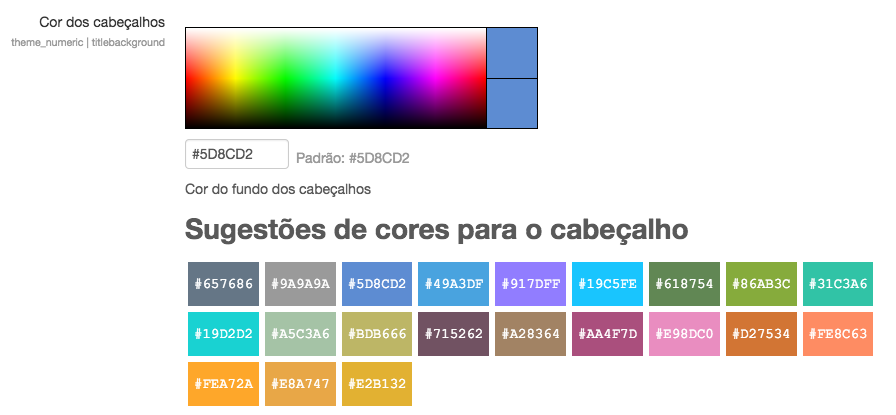 Cor dos cabeçalhos
theme_numeric | titlebackground
#5D8CD2 Padrão: #5D8CD2
Cor do fundo dos cabeçalhos
Sugestões de cores para o cabeçalho
#657686 #9A9A9A #5D8CD2 #49A3DF #917DFF #19C5FE #618754 #86AB3C #31C3A6
#19D2D2 #A5C3A6 #BDB666 #715262 #A28364 #AA4F7D #E98DC0 #D27534 #FE8C63
#FEA72A #E8A747 #E2B132